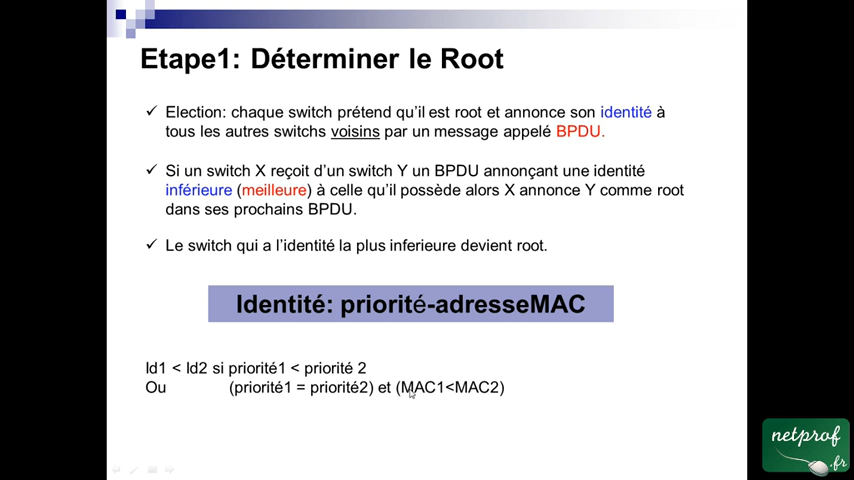 Etape1: Déterminer le Root
✓ Election: chaque switch prétend qu'il est root et annonce son identité à
tous les autres switchs voisins par un message appelé BPDU.
✓ Si un switch X reçoit d'un switch Y un BPDU annonçant une identité
inférieure (meilleure) à celle qu'il possède alors X annonce Y comme root
dans ses prochains BPDU.
✓ Le switch qui a l'identité la plus inferieure devient root.
Identité: priorité-adresseMAC
Id1 < Id2 si priorité1 < priorité 2
Ou (priorité1 = priorité2) et (MAC1<MAC2)
netprof
.fr